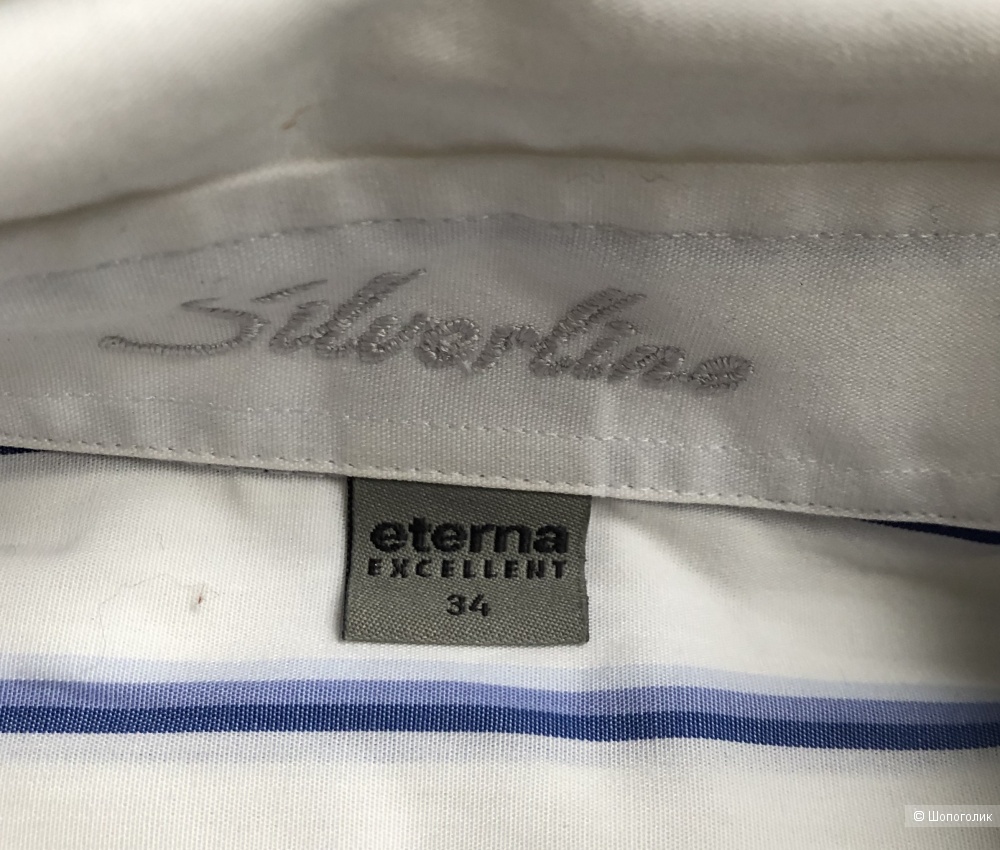 Silverline
eterna
EXCELLENT
34
© Шопоголик